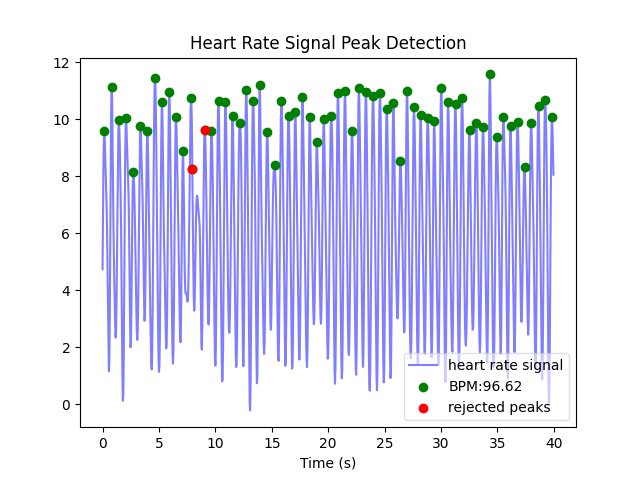 Heart Rate Signal Peak Detection
12
10
8
6
4
2
0
heart rate signal
BPM:96.62
rejected peaks
0 5 10 15 20 25 30 35 40
Time (s)